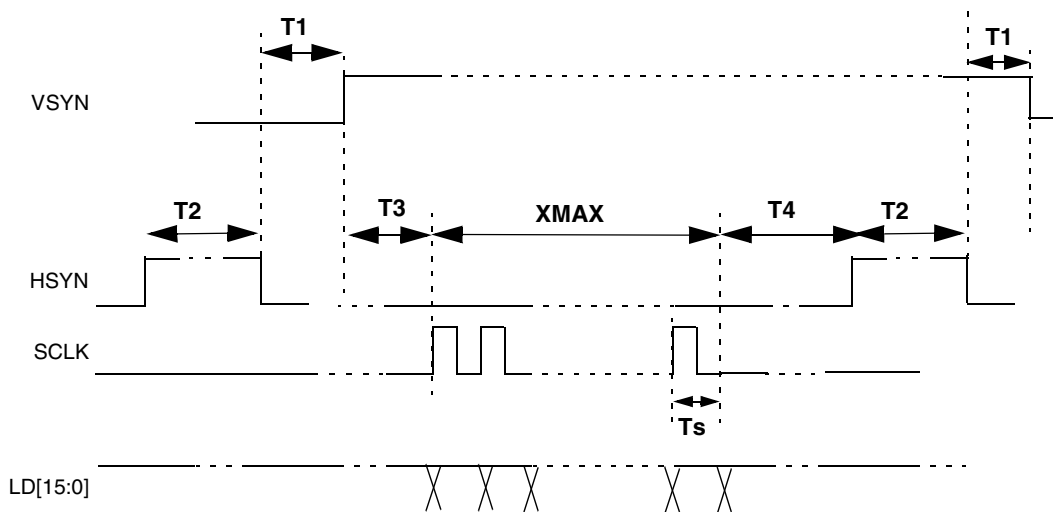 T1
T1
VSYN
T2
T3
XMAX
T4
T2
HSYN
SCLK
Ts
LD[15:0]